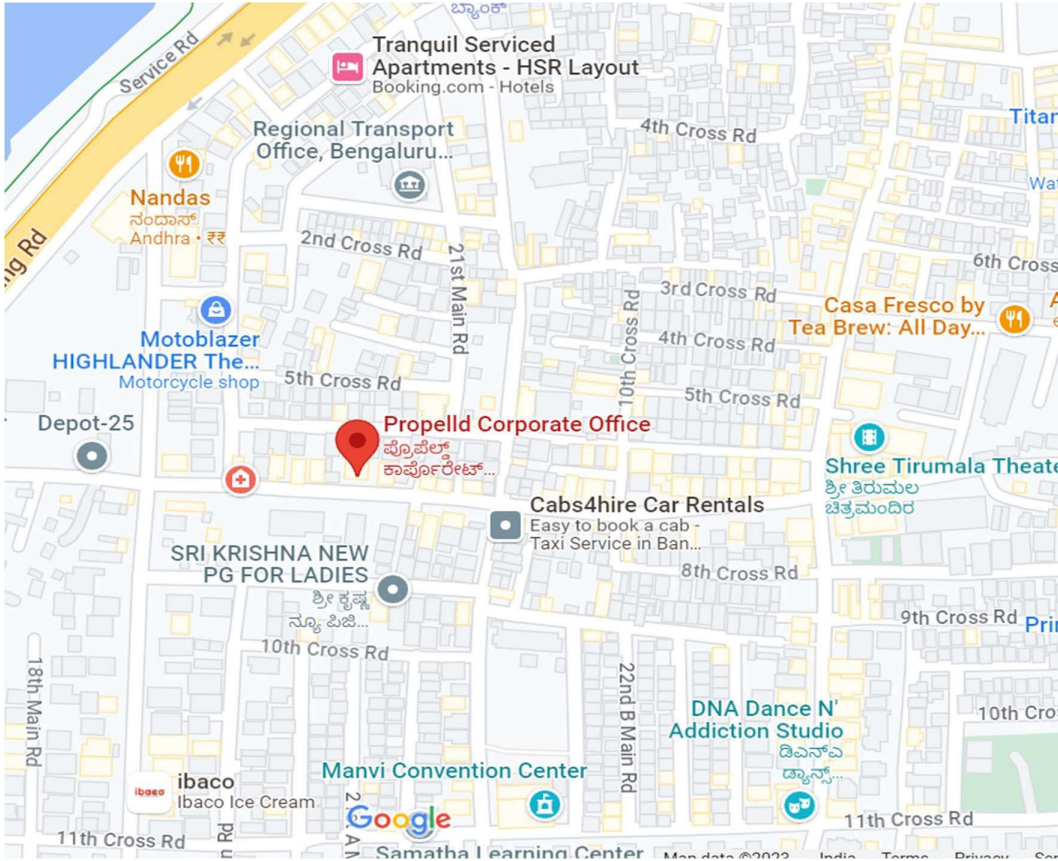 ಬ್ಯಾಂಕ್
Service Rd
Tranquil Serviced
Apartments - HSR Layout
Booking.com - Hotels
4th Cross Rd
Titan
Regional Transport
Office, Bengaluru...
Nandas
ನಂದಾಸ್
Andhra • ₹₹
2nd Cross Rd
21st Main Rd
6th Cross
3rd Cross Rd
10th Cross Rd
Casa Fresco by
Tea Brew: All Day...
4th Cross Rd
Motoblazer
HIGHLANDER The...
Motorcycle shop
5th Cross Rd
5th Cross Rd
Depot-25
Propelld Corporate Office
ಪ್ರೊಪೆಲ್ಡ್
ಕಾರ್ಪೊರೇಟ್...
Shree Tirumala Theate
ಶ್ರೀ ತಿರುಮಲ
ಚಿತ್ರಮಂದಿರ
Cabs4hire Car Rentals
Easy to book a cab -
Taxi Service in Ban...
SRI KRISHNA NEW
PG FOR LADIES
ಶ್ರೀ ಕೃಷ್ಣ
ನ್ಯೂ ಪಿಜಿ...
8th Cross Rd
9th Cross Rd
Pri
10th Cross Rd
18th Main Rd
22nd B Main Rd
DNA Dance N'
Addiction Studio
ಡಿಎನ್ಎ
ಡ್ಯಾನ್ಸ್...
10th Cro
Manvi Convention Center
ibaco
ibaco
Ibaco Ice Cream
Google
11th Cross Rd
11th Cross Rd
Samatha Learning Center
Map data ©2023
India
Terms
Privacy